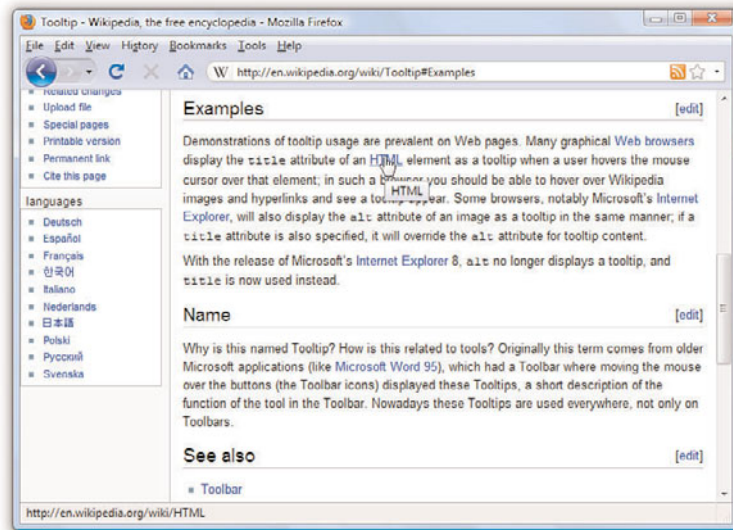 Tooltip - Wikipedia, the free encyclopedia - Mozilla Firefox
File Edit View History Bookmarks Tools Help
W http://en.wikipedia.org/wiki/Tooltip#Examples
Related changes
Upload file
Special pages
Printable version
Permanent link
Cite this page
languages
Deutsch
Español
Français
한국어
Italiano
Nederlands
日本語
Polski
Русский
Svenska
Examples [edit]
Demonstrations of tooltip usage are prevalent on Web pages. Many graphical Web browsers
display the title attribute of an HTML element as a tooltip when a user hovers the mouse
cursor over that element; in such a browser you should be able to hover over Wikipedia
HTML
images and hyperlinks and see a tooltip appear. Some browsers, notably Microsoft's Internet
Explorer, will also display the alt attribute of an image as a tooltip in the same manner; if a
title attribute is also specified, it will override the alt attribute for tooltip content.
With the release of Microsoft's Internet Explorer 8, alt no longer displays a tooltip, and
title is now used instead.
Name [edit]
Why is this named Tooltip? How is this related to tools? Originally this term comes from older
Microsoft applications (like Microsoft Word 95), which had a Toolbar where moving the mouse
over the buttons (the Toolbar icons) displayed these Tooltips, a short description of the
function of the tool in the Toolbar. Nowadays these Tooltips are used everywhere, not only on
Toolbars.
See also [edit]
Toolbar
http://en.wikipedia.org/wiki/HTML